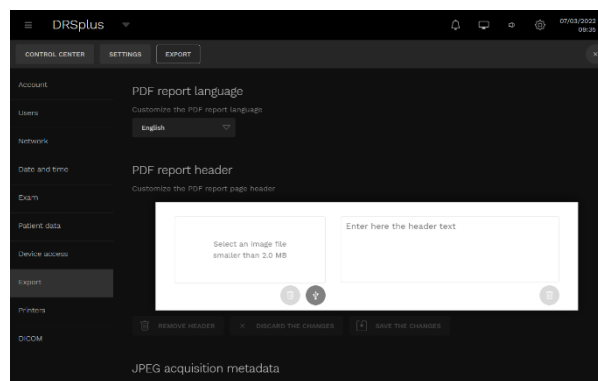 DRSplus
07/03/2023
09:35
CONTROL CENTER
SETTINGS
EXPORT
Account
Users
Network
Date and time
Exam
Patient data
Device access
Export
Printers
DICOM
PDF report language
Customize the PDF report language
English
PDF report header
Customize the PDF report page header
Select an image file
smaller than 2.0 MB
Enter here the header text
REMOVE HEADER
DISCARD THE CHANGES
SAVE THE CHANGES
JPEG acquisition metadata